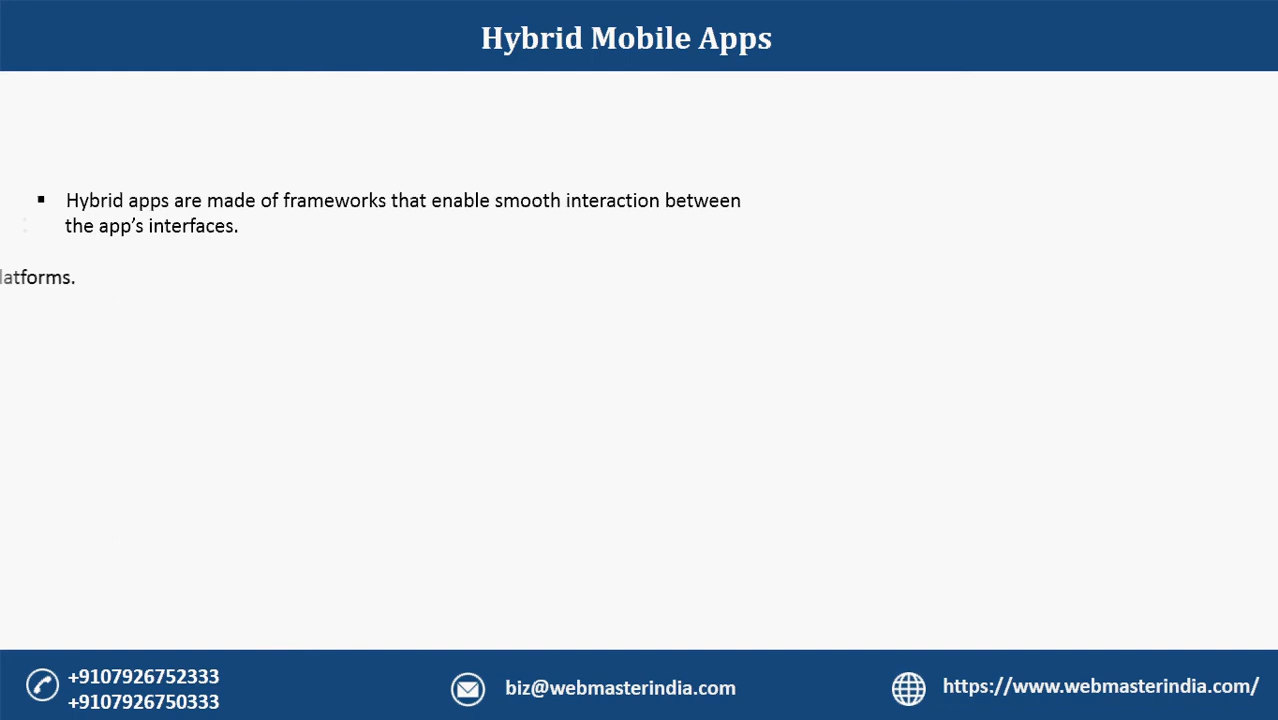 Hybrid Mobile Apps
▪ Hybrid apps are made of frameworks that enable smooth interaction between
the app’s interfaces.
latforms.
+9107926752333
+9107926750333
biz@webmasterindia.com
https://www.webmasterindia.com/